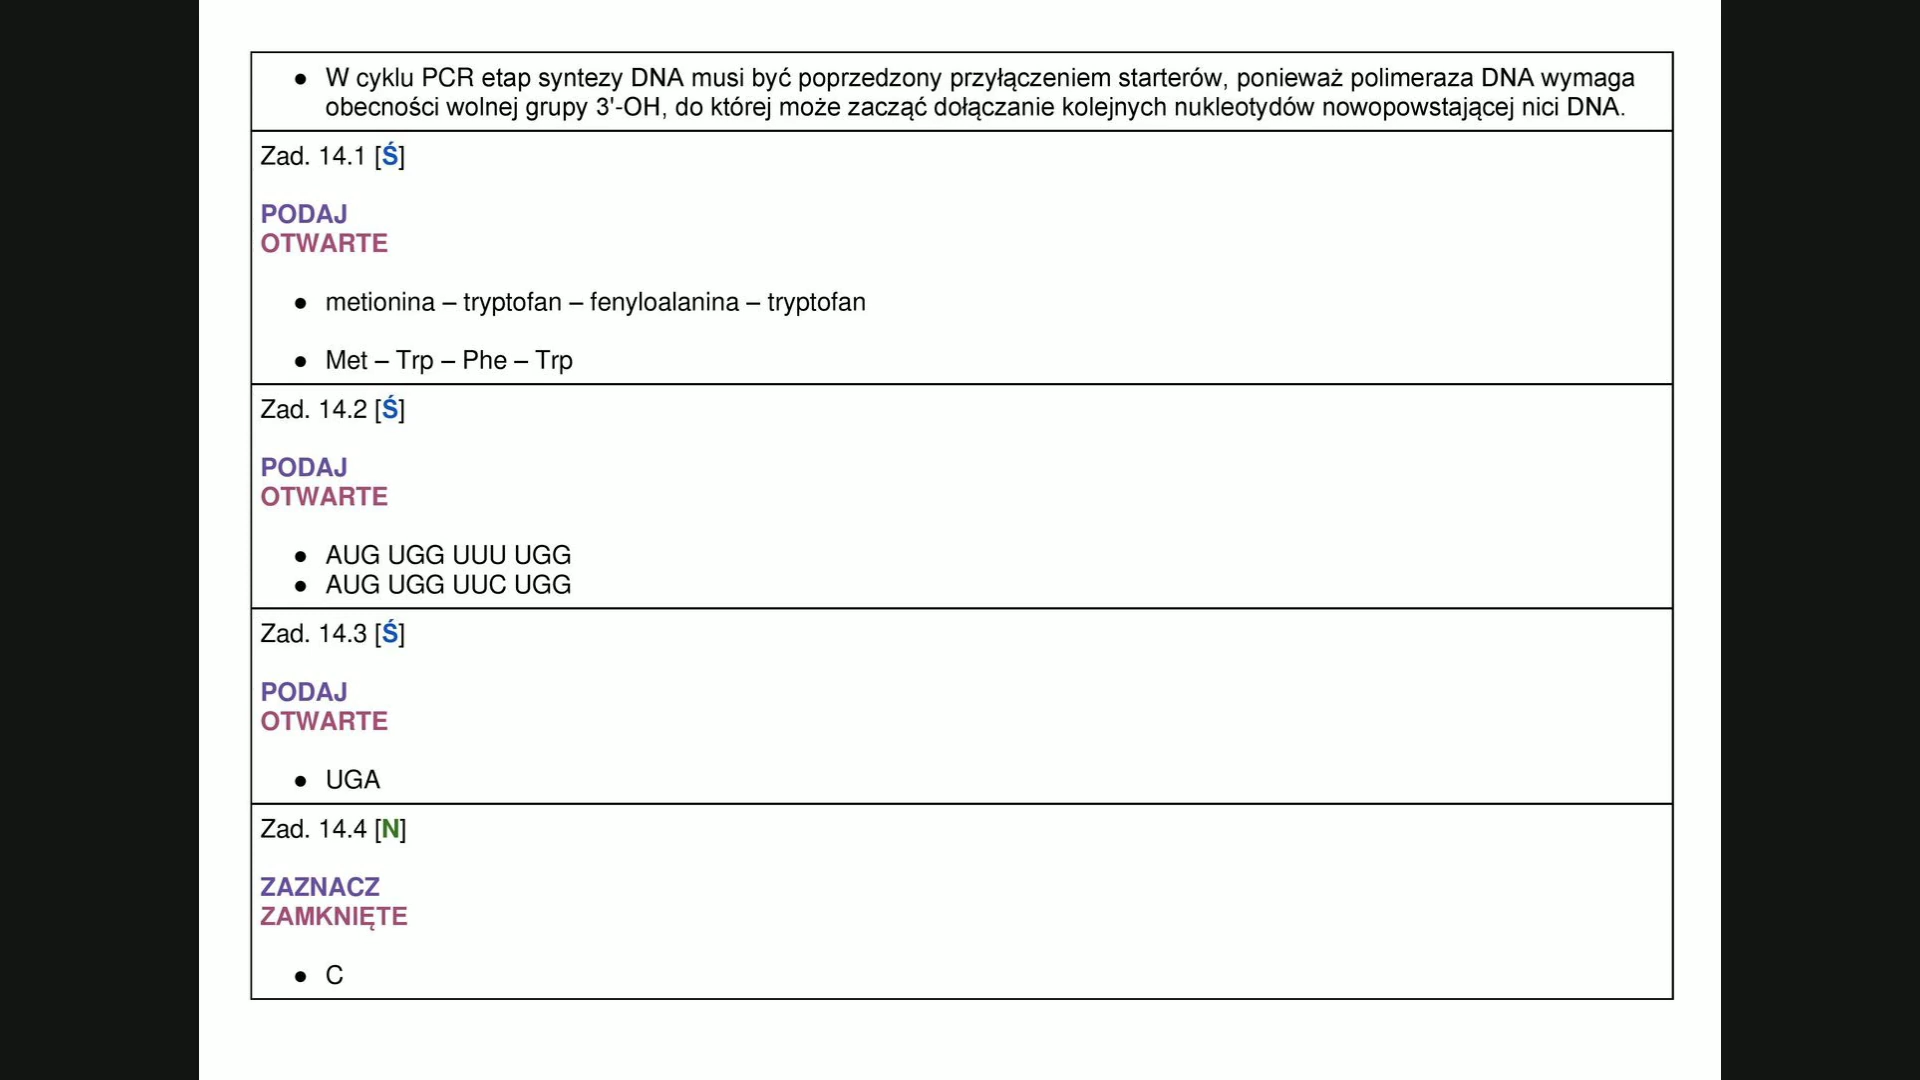 ● W cyklu PCR etap syntezy DNA musi być poprzedzony przyłączeniem starterów, ponieważ polimeraza DNA wymaga
obecności wolnej grupy 3'-OH, do której może zacząć dołączanie kolejnych nukleotydów nowopowstającej nici DNA.
Zad. 14.1 [Ś]
PODAJ
OTWARTE
● metionina – tryptofan – fenyloalanina – tryptofan
● Met – Trp – Phe – Trp
Zad. 14.2 [Ś]
PODAJ
OTWARTE
● AUG UGG UUU UGG
● AUG UGG UUC UGG
Zad. 14.3 [Ś]
PODAJ
OTWARTE
● UGA
Zad. 14.4 [N]
ZAZNACZ
ZAMKNIĘTE
● C